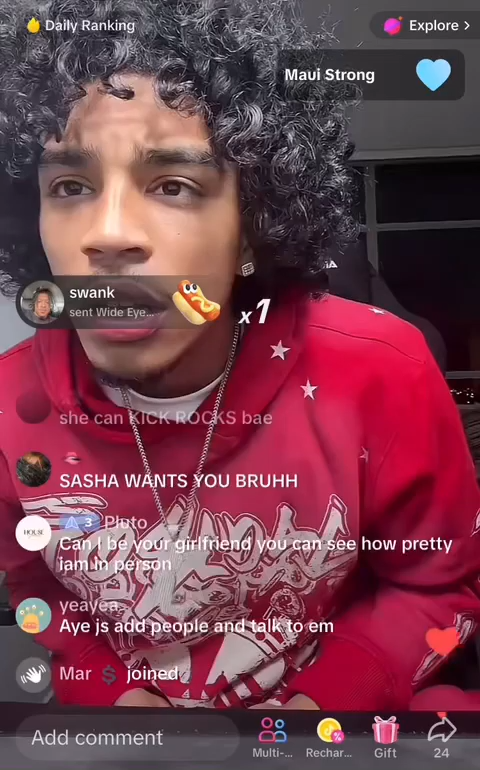 Daily Ranking
Explore >
Maui Strong
swank
sent Wide Eye...
x1
she can KICK ROCKS bae
SASHA WANTS YOU BRUHH
3 Pluto
Can I be your girlfriend you can see how pretty
iam in person
yeayea
Aye js add people and talk to em
Mar joined
Add comment
Multi-...
Rechar...
Gift
24